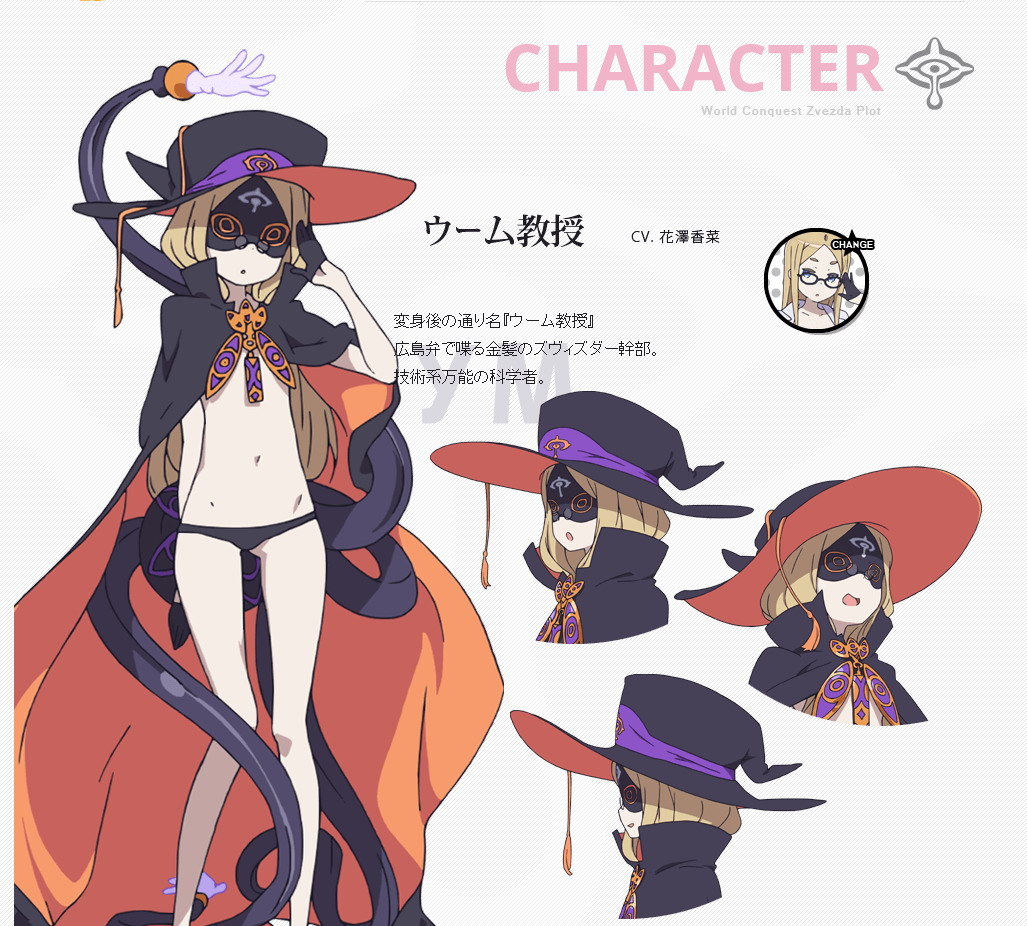 CHARACTER
World Conquest Zvezda Plot
ウーム教授
CV. 花澤香菜
CHANGE
変身後の通り名『ウーム教授』
広島弁で喋る金髪のズヴィズダー幹部。
技術系万能の科学者。
УМ